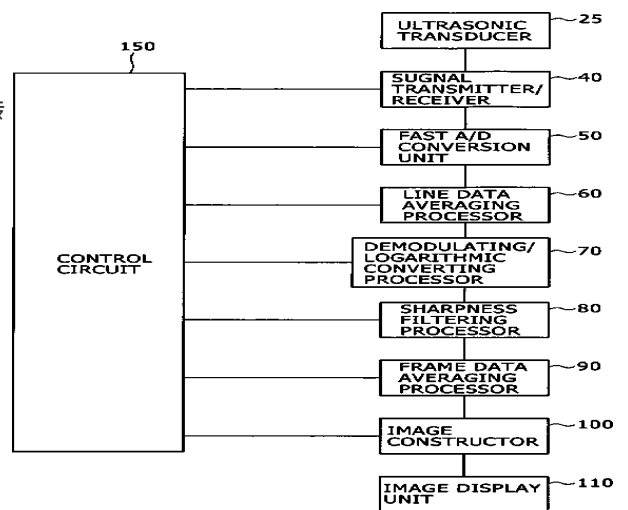 150
CONTROL
CIRCUIT
ULTRASONIC
TRANSDUCER
25
SUGNAL
TRANSMITTER/
RECEIVER
40
FAST A/D
CONVERSION
UNIT
50
LINE DATA
AVERAGING
PROCESSOR
60
DEMODULATING/
LOGARITHMIC
CONVERTING
PROCESSOR
70
SHARPNESS
FILTERING
PROCESSOR
80
FRAME DATA
AVERAGING
PROCESSOR
90
IMAGE
CONSTRUCTOR
100
IMAGE DISPLAY
UNIT
110